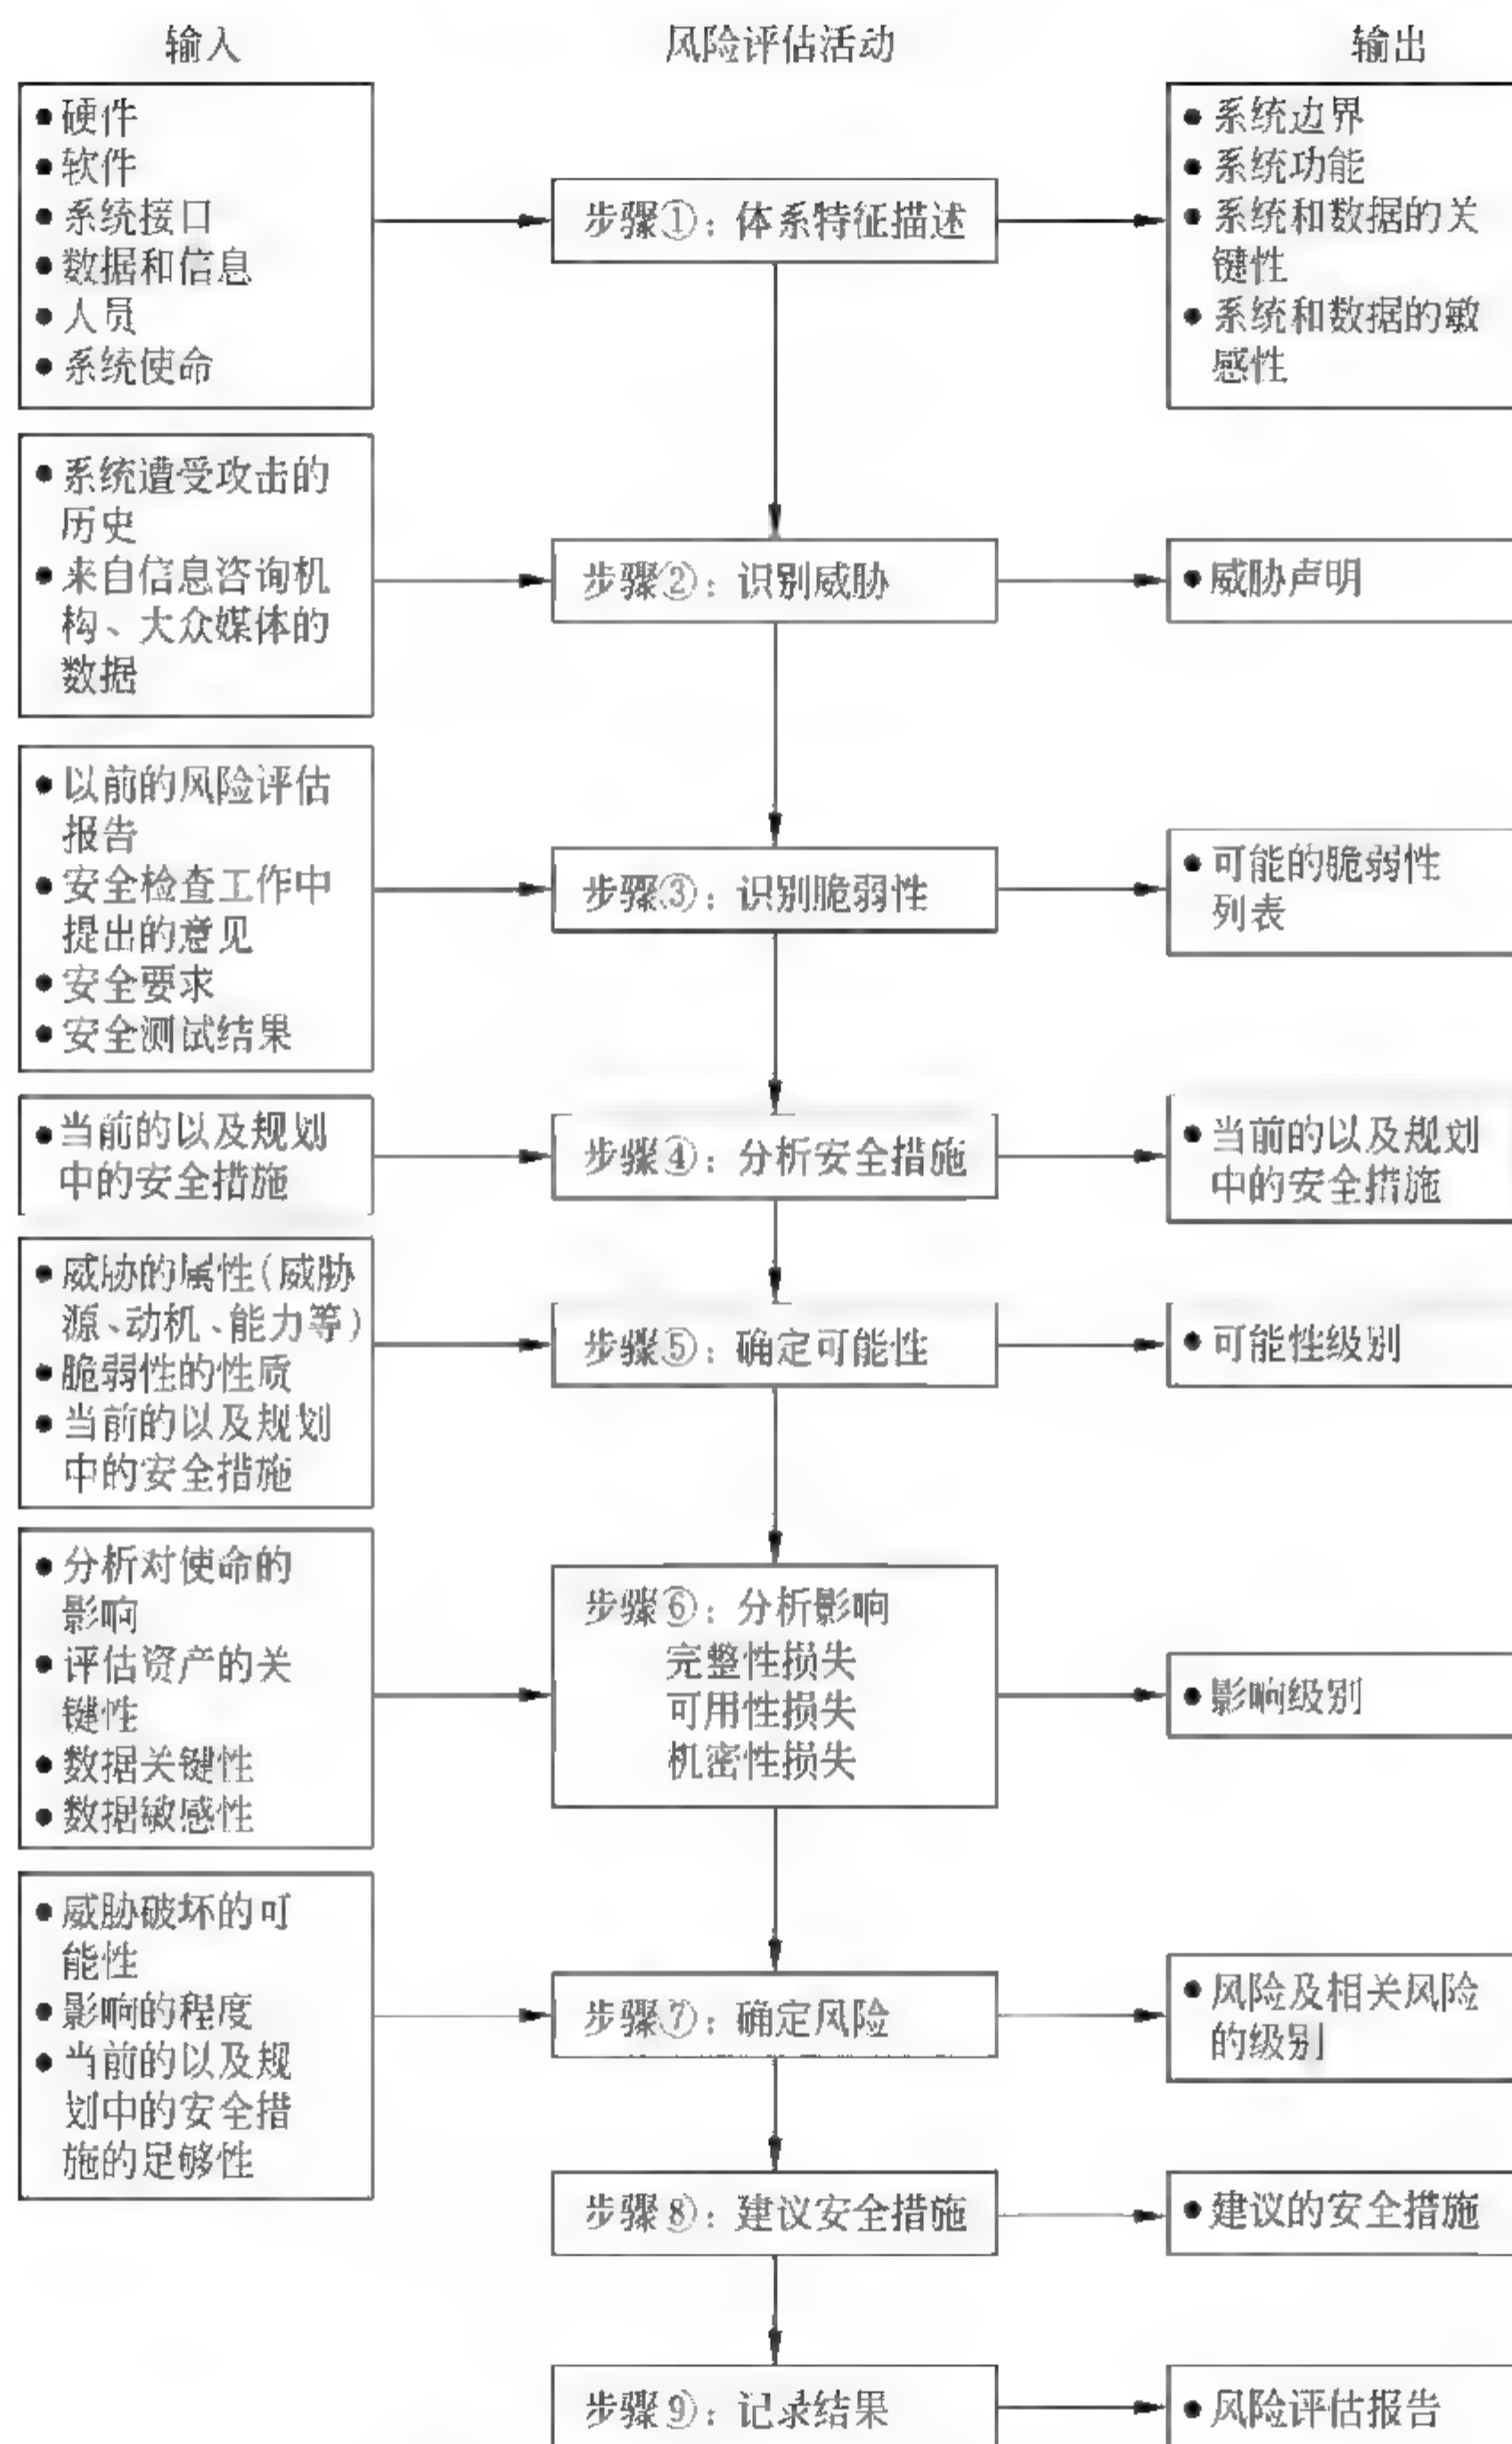 输入
风险评估活动
输出
●硬件
●软件
●系统接口
●数据和信息
●人员
●系统使命
步骤①：体系特征描述
●系统边界
●系统功能
●系统和数据的关
键性
●系统和数据的敏
感性
●系统遭受攻击的
历史
●来自信息咨询机
构、大众媒体的
数据
步骤②：识别威胁
●威胁声明
●以前的风险评估
报告
●安全检查工作中
提出的意见
●安全要求
●安全测试结果
步骤③：识别脆弱性
●可能的脆弱性
列表
●当前的以及规划
中的安全措施
步骤④：分析安全措施
●当前的以及规划
中的安全措施
●威胁的属性(威胁
源、动机、能力等)
●脆弱性的性质
●当前的以及规划
中的安全措施
步骤⑤：确定可能性
●可能性级别
●分析对使命的
影响
●评估资产的关
键性
●数据关键性
●数据敏感性
步骤⑥：分析影响
完整性损失
可用性损失
机密性损失
●影响级别
●威胁破坏的可
能性
●影响的程度
●当前的以及规
划中的安全措
施的足够性
步骤⑦：确定风险
●风险及相关风险
的级别
步骤⑧：建议安全措施
●建议的安全措施
步骤⑨：记录结果
●风险评估报告